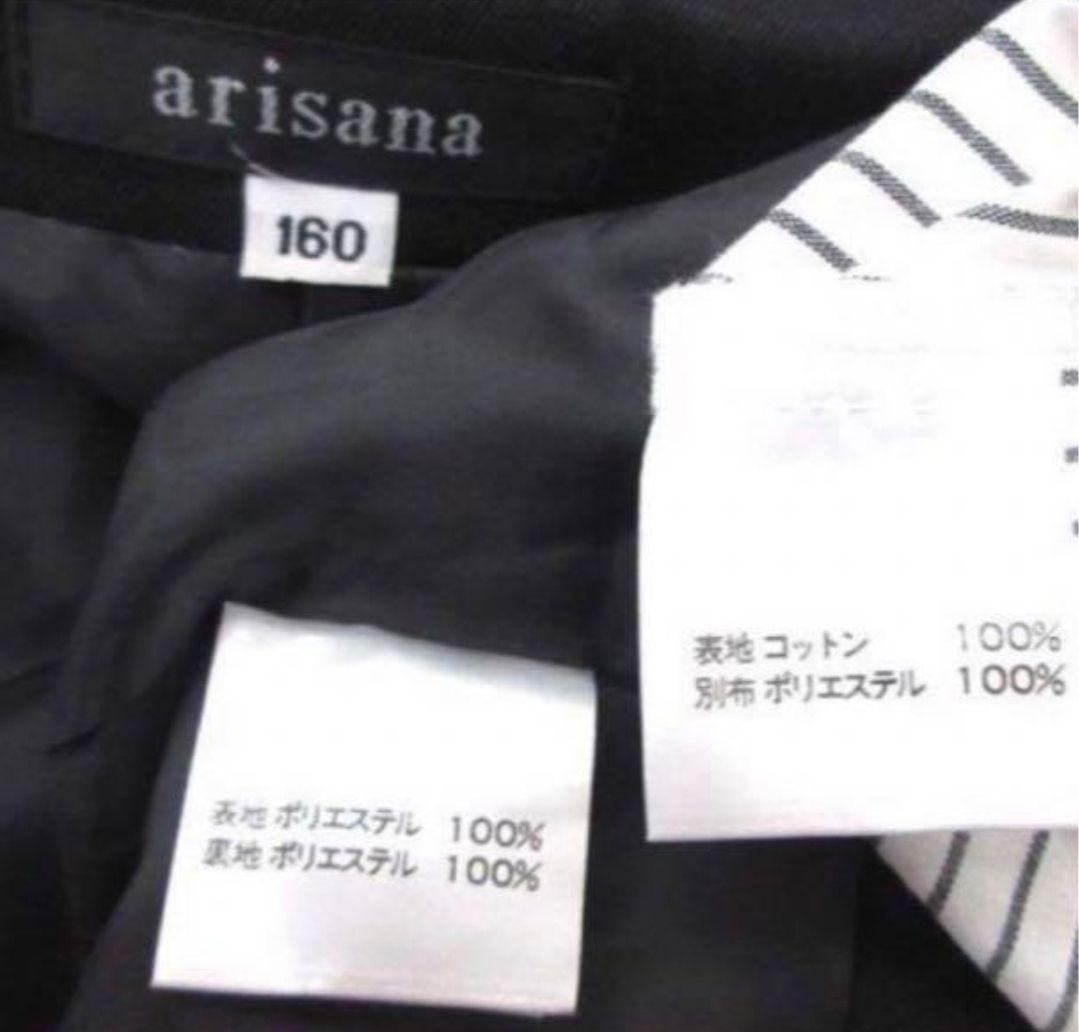 arisana
160
表地 コットン 100%
別布 ポリエステル 100%
表地 ポリエステル 100%
裏地 ポリエステル 100%